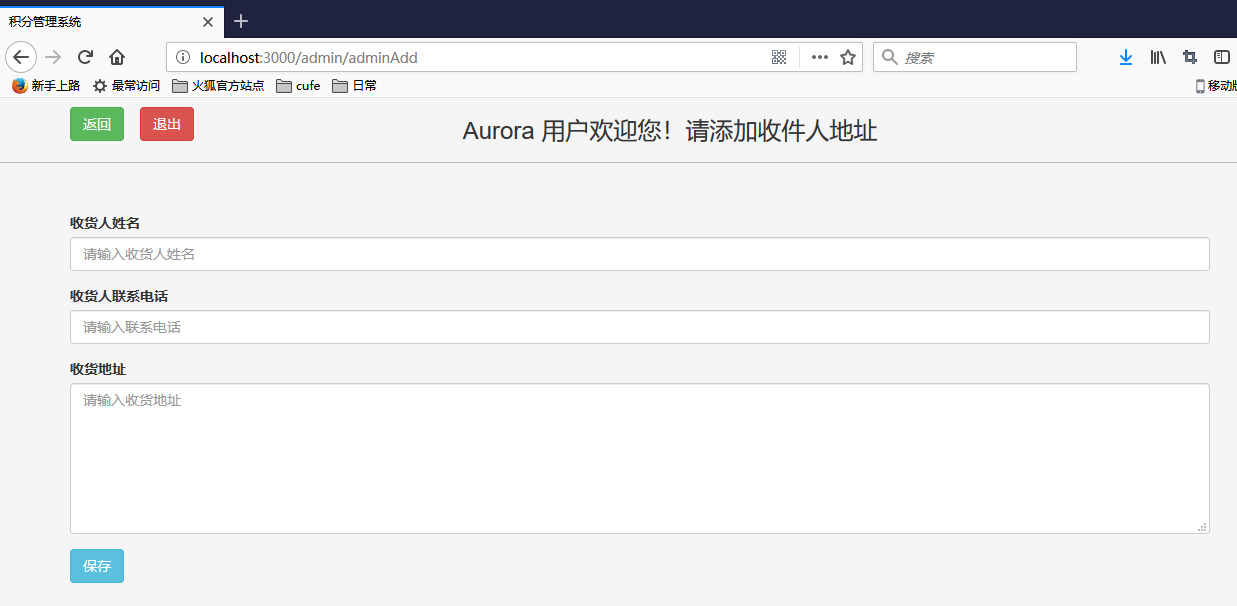 积分管理系统
localhost:3000/admin/adminAdd
搜索
新手上路 最常访问 火狐官方站点 cufe 日常 移动版
返回 退出 Aurora 用户欢迎您！请添加收件人地址
收货人姓名
请输入收货人姓名
收货人联系电话
请输入联系电话
收货地址
请输入收货地址
保存